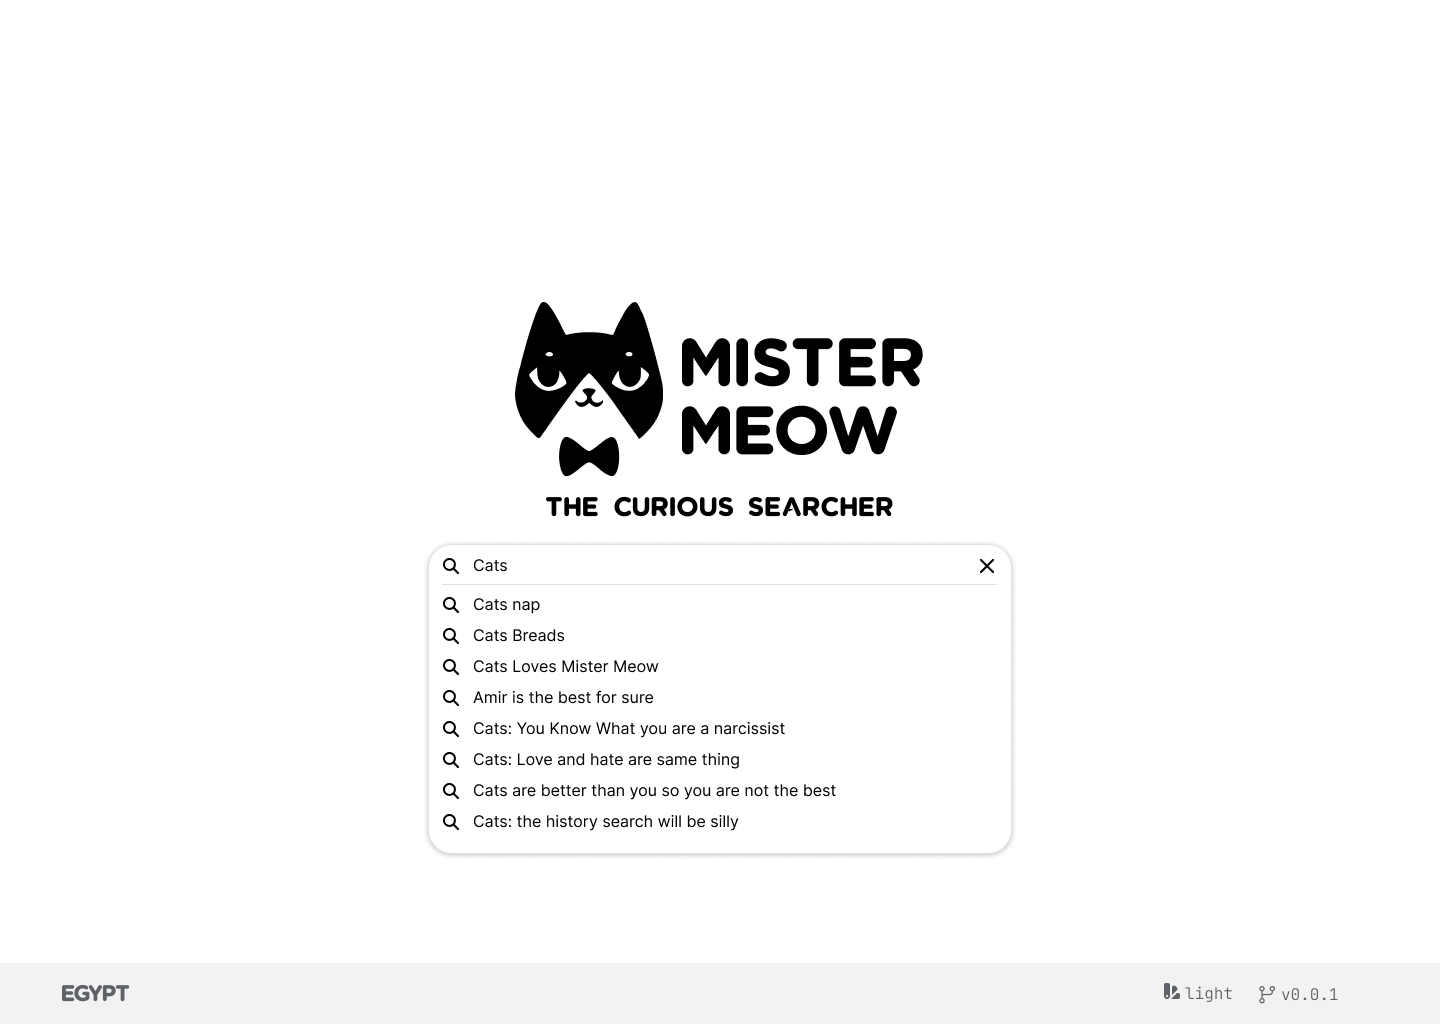 MISTER
MEOW
THE CURIOUS SEARCHER
Cats
Cats nap
Cats Breads
Cats Loves Mister Meow
Amir is the best for sure
Cats: You Know What you are a narcissist
Cats: Love and hate are same thing
Cats are better than you so you are not the best
Cats: the history search will be silly
EGYPT
light
v0.0.1